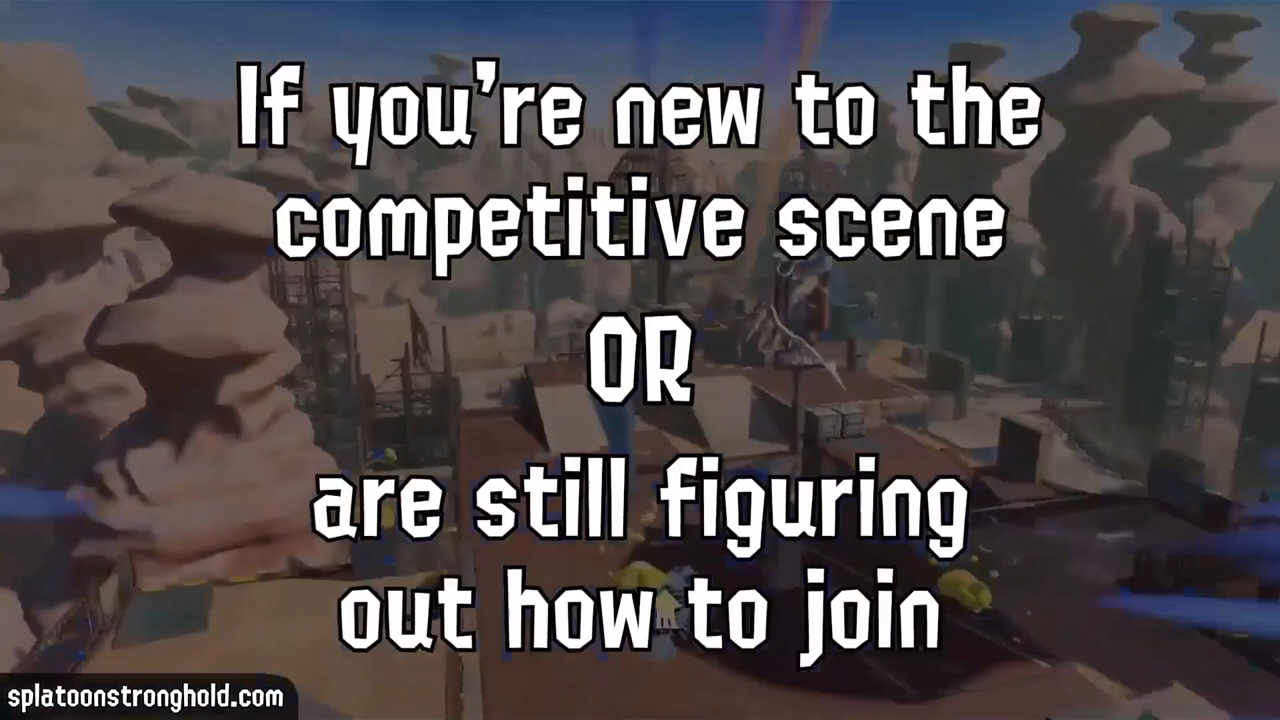 If you're new to the
competitive scene
OR
are still figuring
out how to join
splatoonstronghold.com